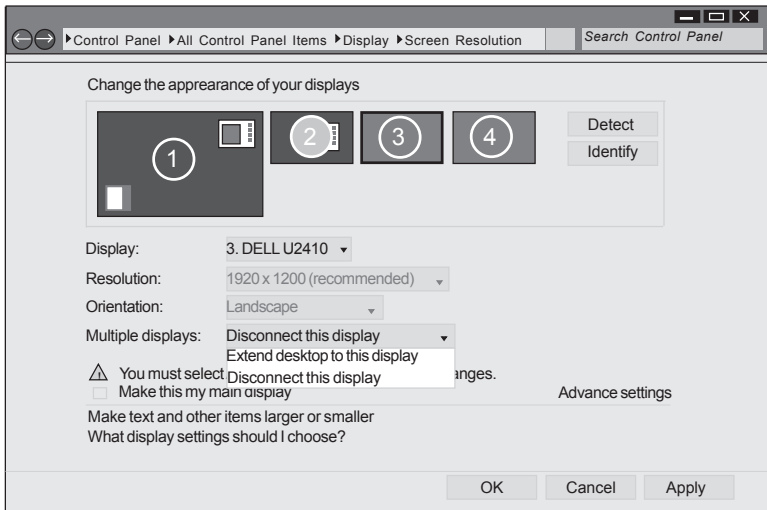 Control Panel All Control Panel Items Display Screen Resolution
Search Control Panel
Change the apprearance of your displays
1
2
3
4
Detect
Identify
Display: 3. DELL U2410
Resolution: 1920 x 1200 (recommended)
Orientation: Landscape
Multiple displays: Disconnect this display
Extend desktop to this display
Disconnect this display
You must select anges.
Make this my main display
Advance settings
Make text and other items larger or smaller
What display settings should I choose?
OK
Cancel
Apply